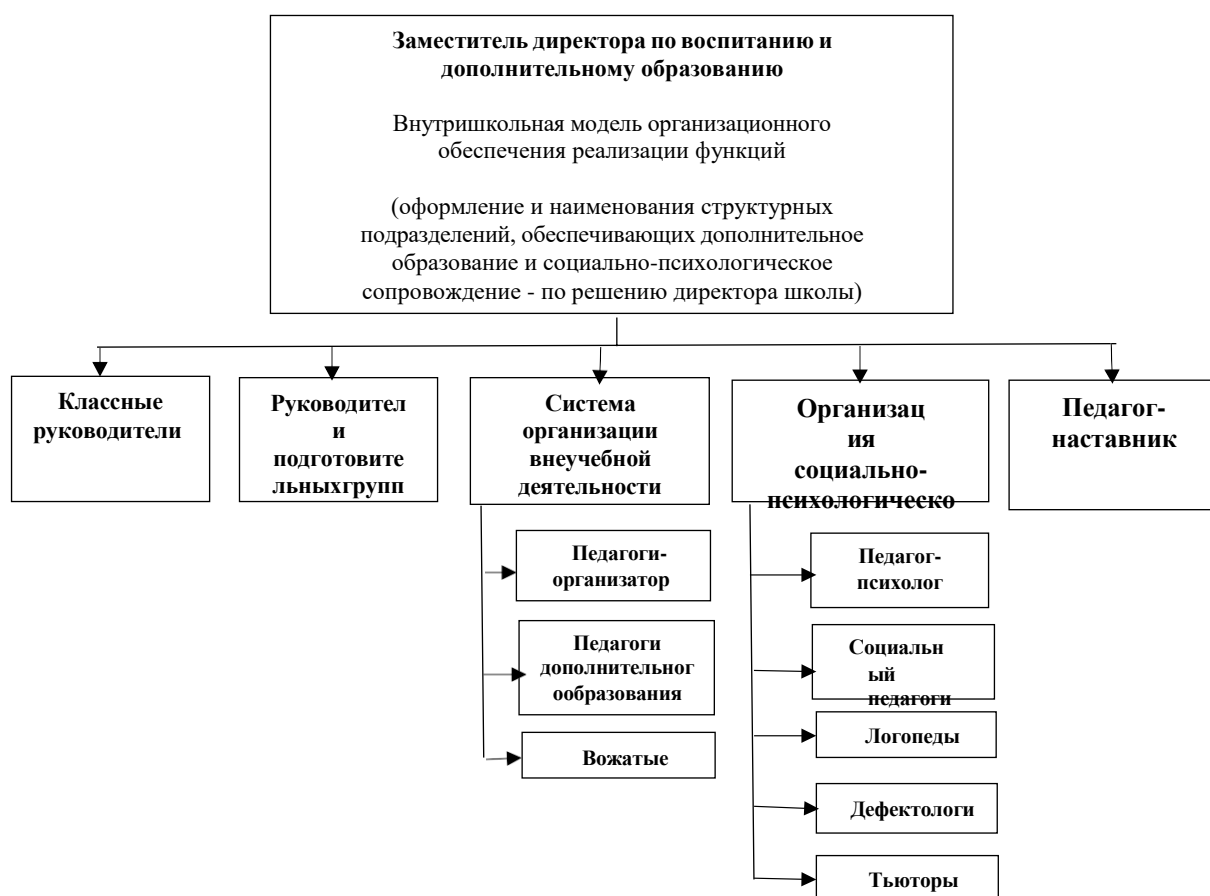 Заместитель директора по воспитанию и
дополнительному образованию
Внутришкольная модель организационного
обеспечения реализации функций
(оформление и наименования структурных
подразделений, обеспечивающих дополнительное
образование и социально-психологическое
сопровождение - по решению директора школы)
Классные
руководители
Руководител
и
подготовите
льныхгрупп
Система
организации
внеучебной
деятельности
Организац
ия
социально-
психологическо
Педагог-
наставник
Педагоги-
организатор
Педагоги
дополнительног
ообразования
Вожатые
Педагог-
психолог
Социальн
ый
педагоги
Логопеды
Дефектологи
Тьюторы